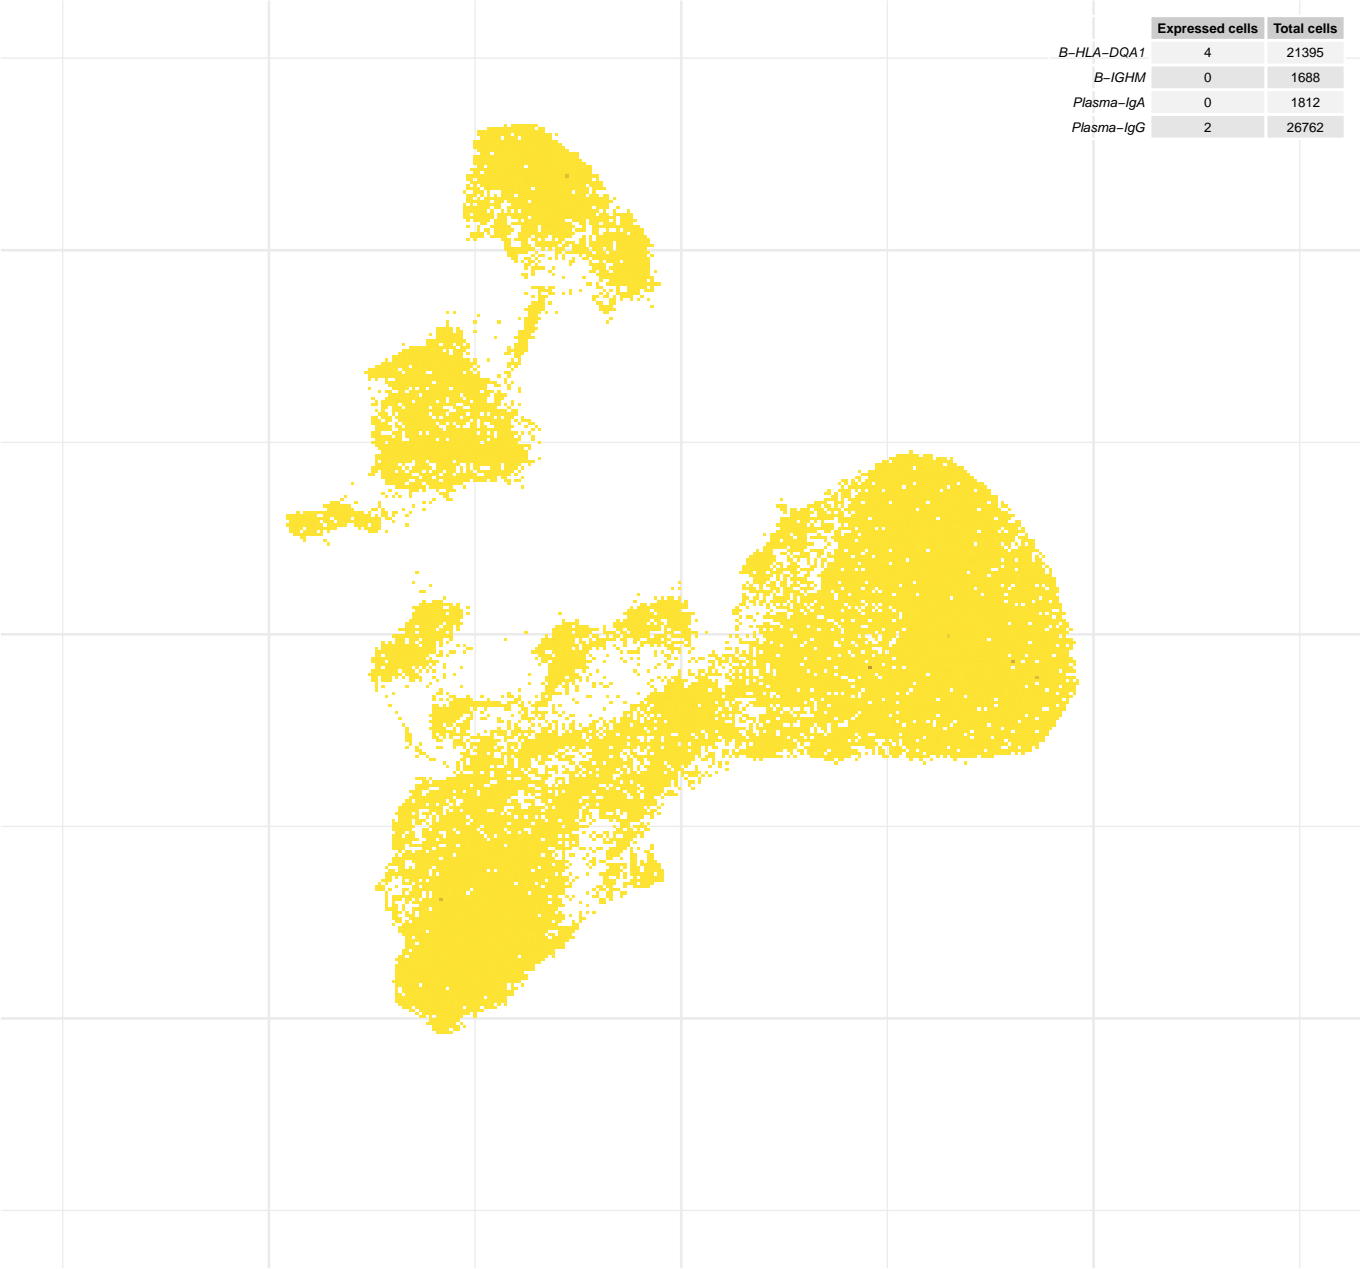 Expressed cells Total cells
B−HLA−DQA1 4 21395
B−IGHM 0 1688
Plasma−IgA 0 1812
Plasma−IgG 2 26762